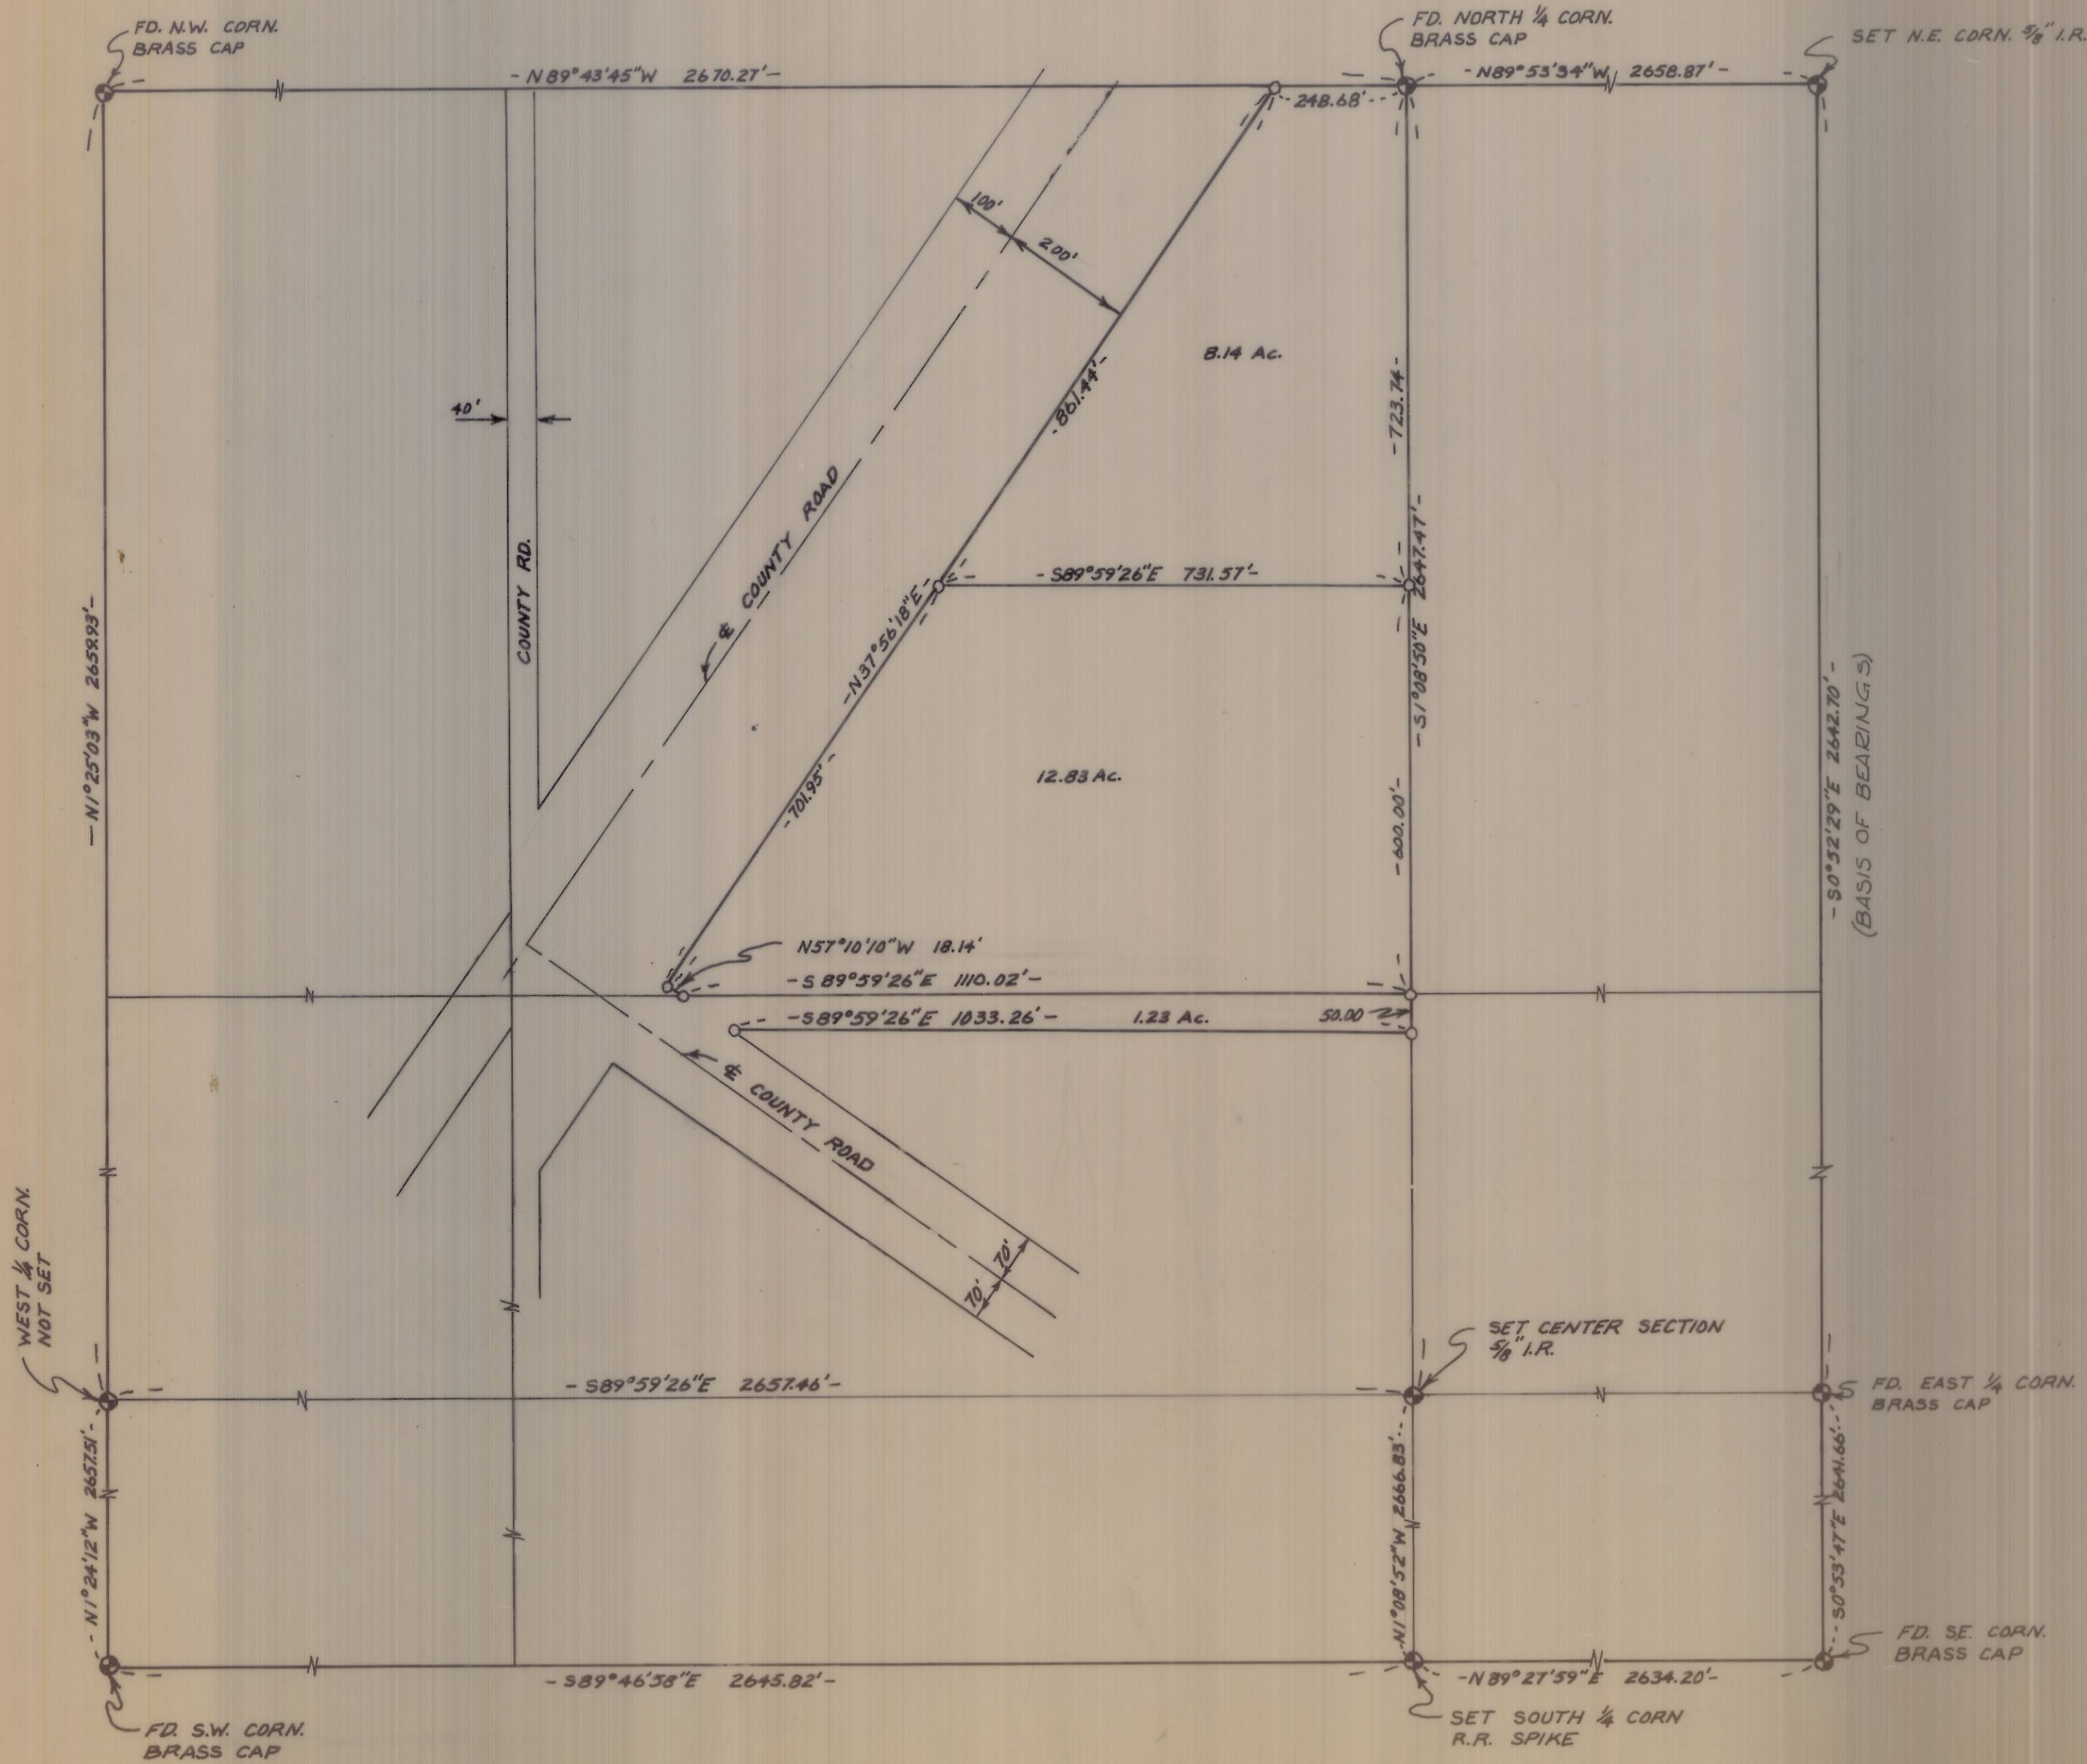 FD. N.W. CORN.
BRASS CAP
FD. NORTH 1/4 CORN.
BRASS CAP
SET N.E. CORN. 5/8" I.R.
-N89°43'45"W 2670.27'-
-N89°53'34"W 2658.87'-
248.68'
100'
200'
8.14 Ac.
-861.44'-
-723.74-
40'
COUNTY RD.
℄ COUNTY ROAD
-S89°59'26"E 731.57'-
-N37°56'18"E-
-S1°08'50"E 2647.47'-
-N1°25'03"W 2659.93'-
-S0°52'29"E 2642.70'-
(BASIS OF BEARINGS)
-701.95'-
12.83 Ac.
-600.00'-
N57°10'10"W 18.14'
-S89°59'26"E 1110.02'-
-S89°59'26"E 1033.26'-
1.23 Ac.
50.00
℄ COUNTY ROAD
70'
70'
WEST 1/4 CORN.
NOT SET
SET CENTER SECTION
5/8" I.R.
-S89°59'26"E 2657.46'-
FD. EAST 1/4 CORN.
BRASS CAP
-N1°24'12"W 2657.51'-
-N1°08'52"W 2666.83'-
-S0°53'47"E 2641.66'-
FD. S.E. CORN.
BRASS CAP
-S89°46'58"E 2645.82'-
-N89°27'59"E 2634.20'-
FD. S.W. CORN.
BRASS CAP
SET SOUTH 1/4 CORN
R.R. SPIKE